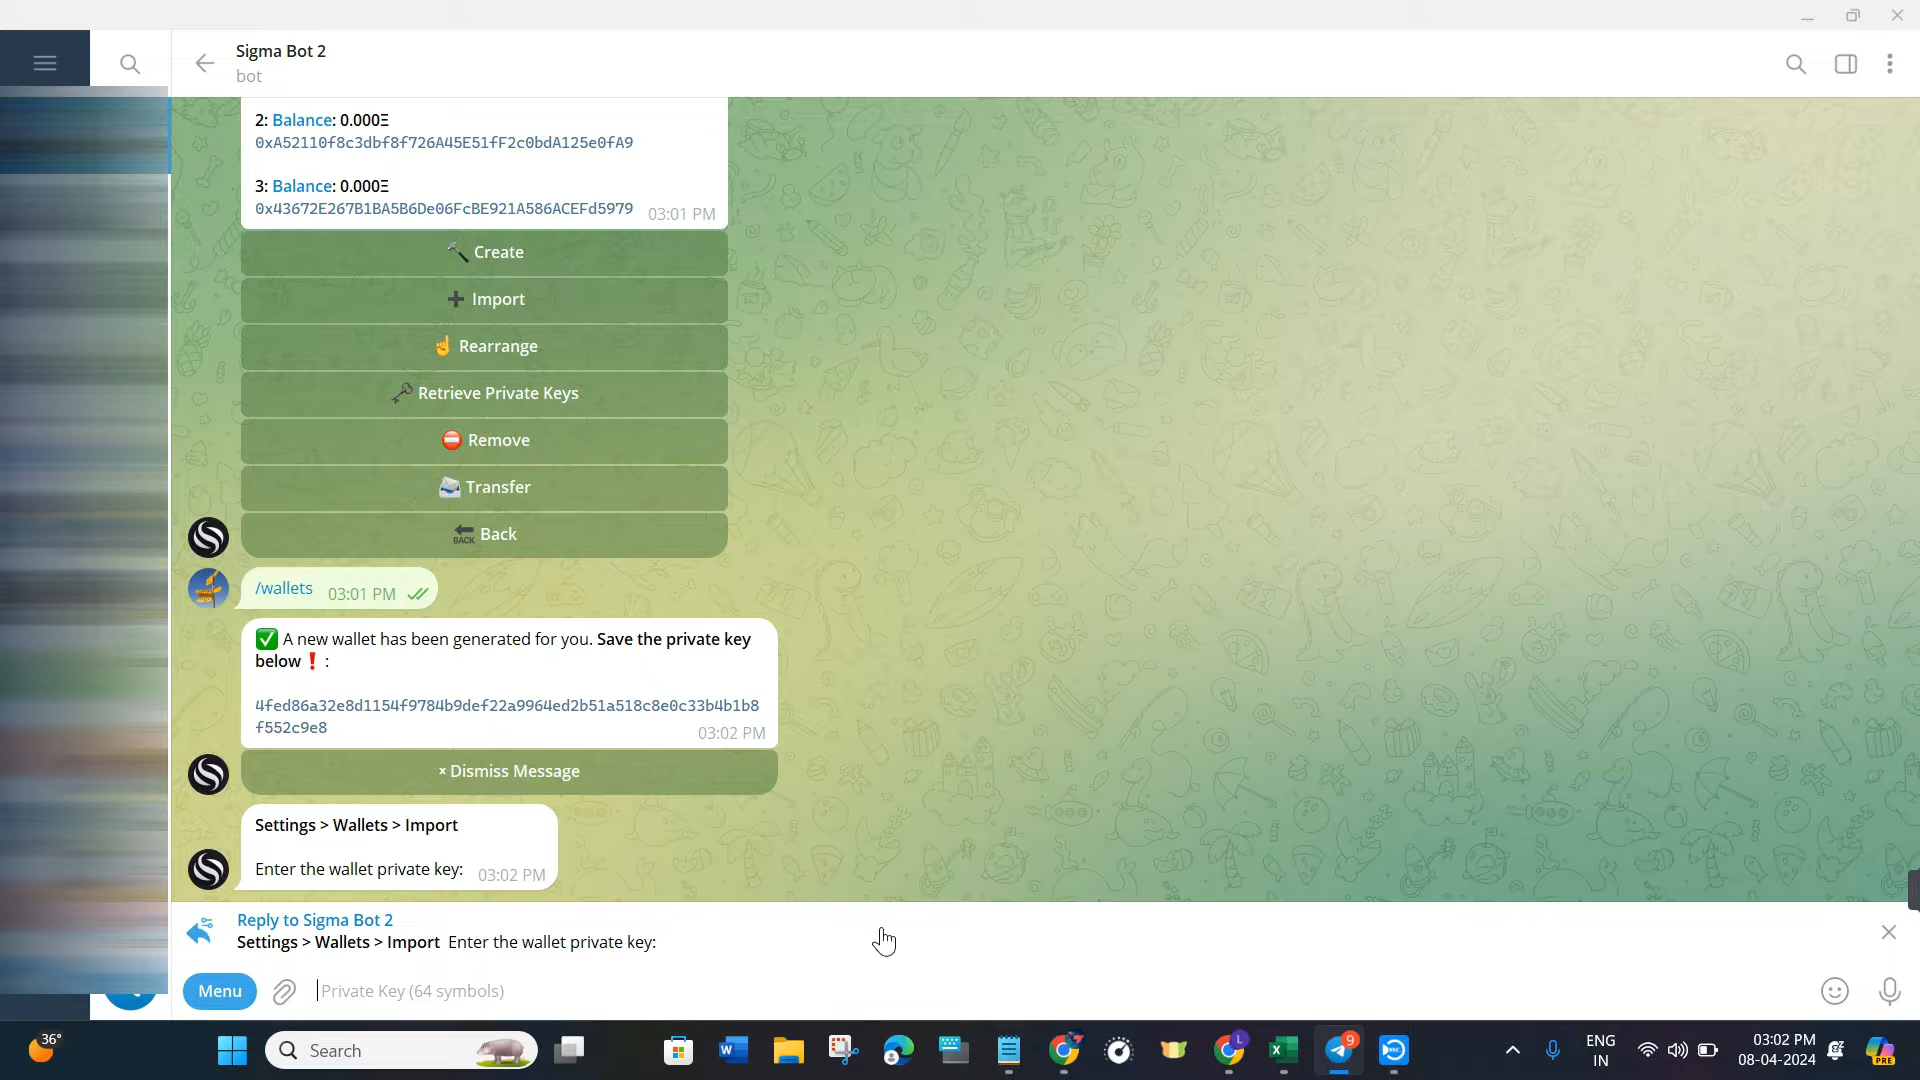 Sigma Bot 2
bot
2: Balance: 0.000Ξ
0xA52110f8c3dbf8f726A45E51fF2c0bdA125e0fA9
3: Balance: 0.000Ξ
0x43672E267B1BA5B6De06FcBE921A586ACEFd5979 03:01 PM
🔨 Create
➕ Import
☝ Rearrange
🗝 Retrieve Private Keys
⛔ Remove
📨 Transfer
🔙 Back
/wallets 03:01 PM
✅ A new wallet has been generated for you. Save the private key
below❗ :
4fed86a32e8d1154f9784b9def22a9964ed2b51a518c8e0c33b4b1b8
f552c9e8 03:02 PM
× Dismiss Message
Settings > Wallets > Import
Enter the wallet private key: 03:02 PM
Reply to Sigma Bot 2
Settings > Wallets > Import Enter the wallet private key:
Menu Private Key (64 symbols)
36° Search 9 ENG 03:02 PM
IN 08-04-2024